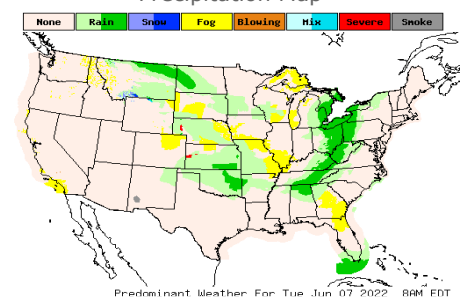 Precipitation Map
None Rain Snow Fog Blowing Mix Severe Smoke
Predominant Weather For Tue Jun 07 2022 8AM EDT